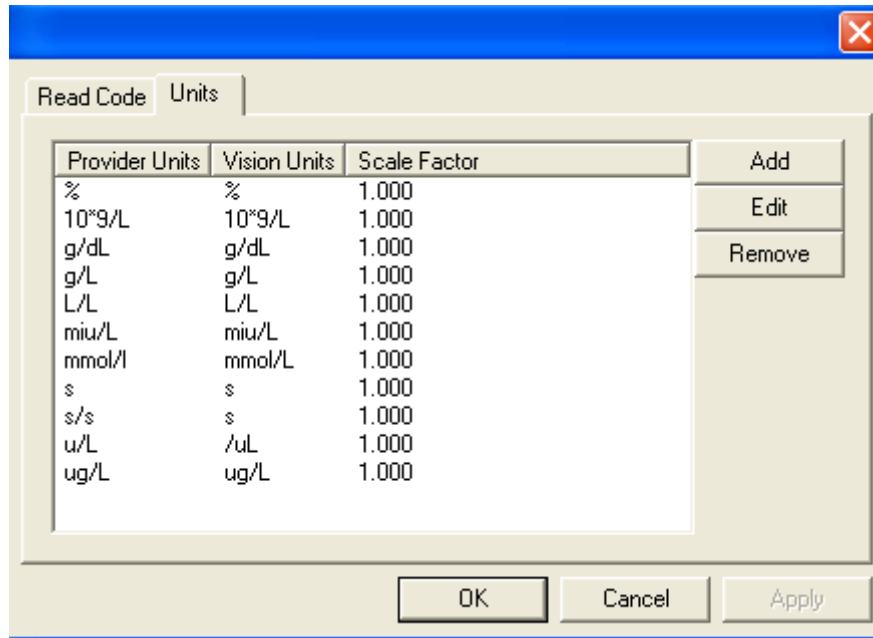 Read Code Units
Provider Units Vision Units Scale Factor
% % 1.000
10*9/L 10*9/L 1.000
g/dL g/dL 1.000
g/L g/L 1.000
L/L L/L 1.000
miu/L miu/L 1.000
mmol/l mmol/L 1.000
s s 1.000
s/s s 1.000
u/L /uL 1.000
ug/L ug/L 1.000
Add
Edit
Remove
OK Cancel Apply